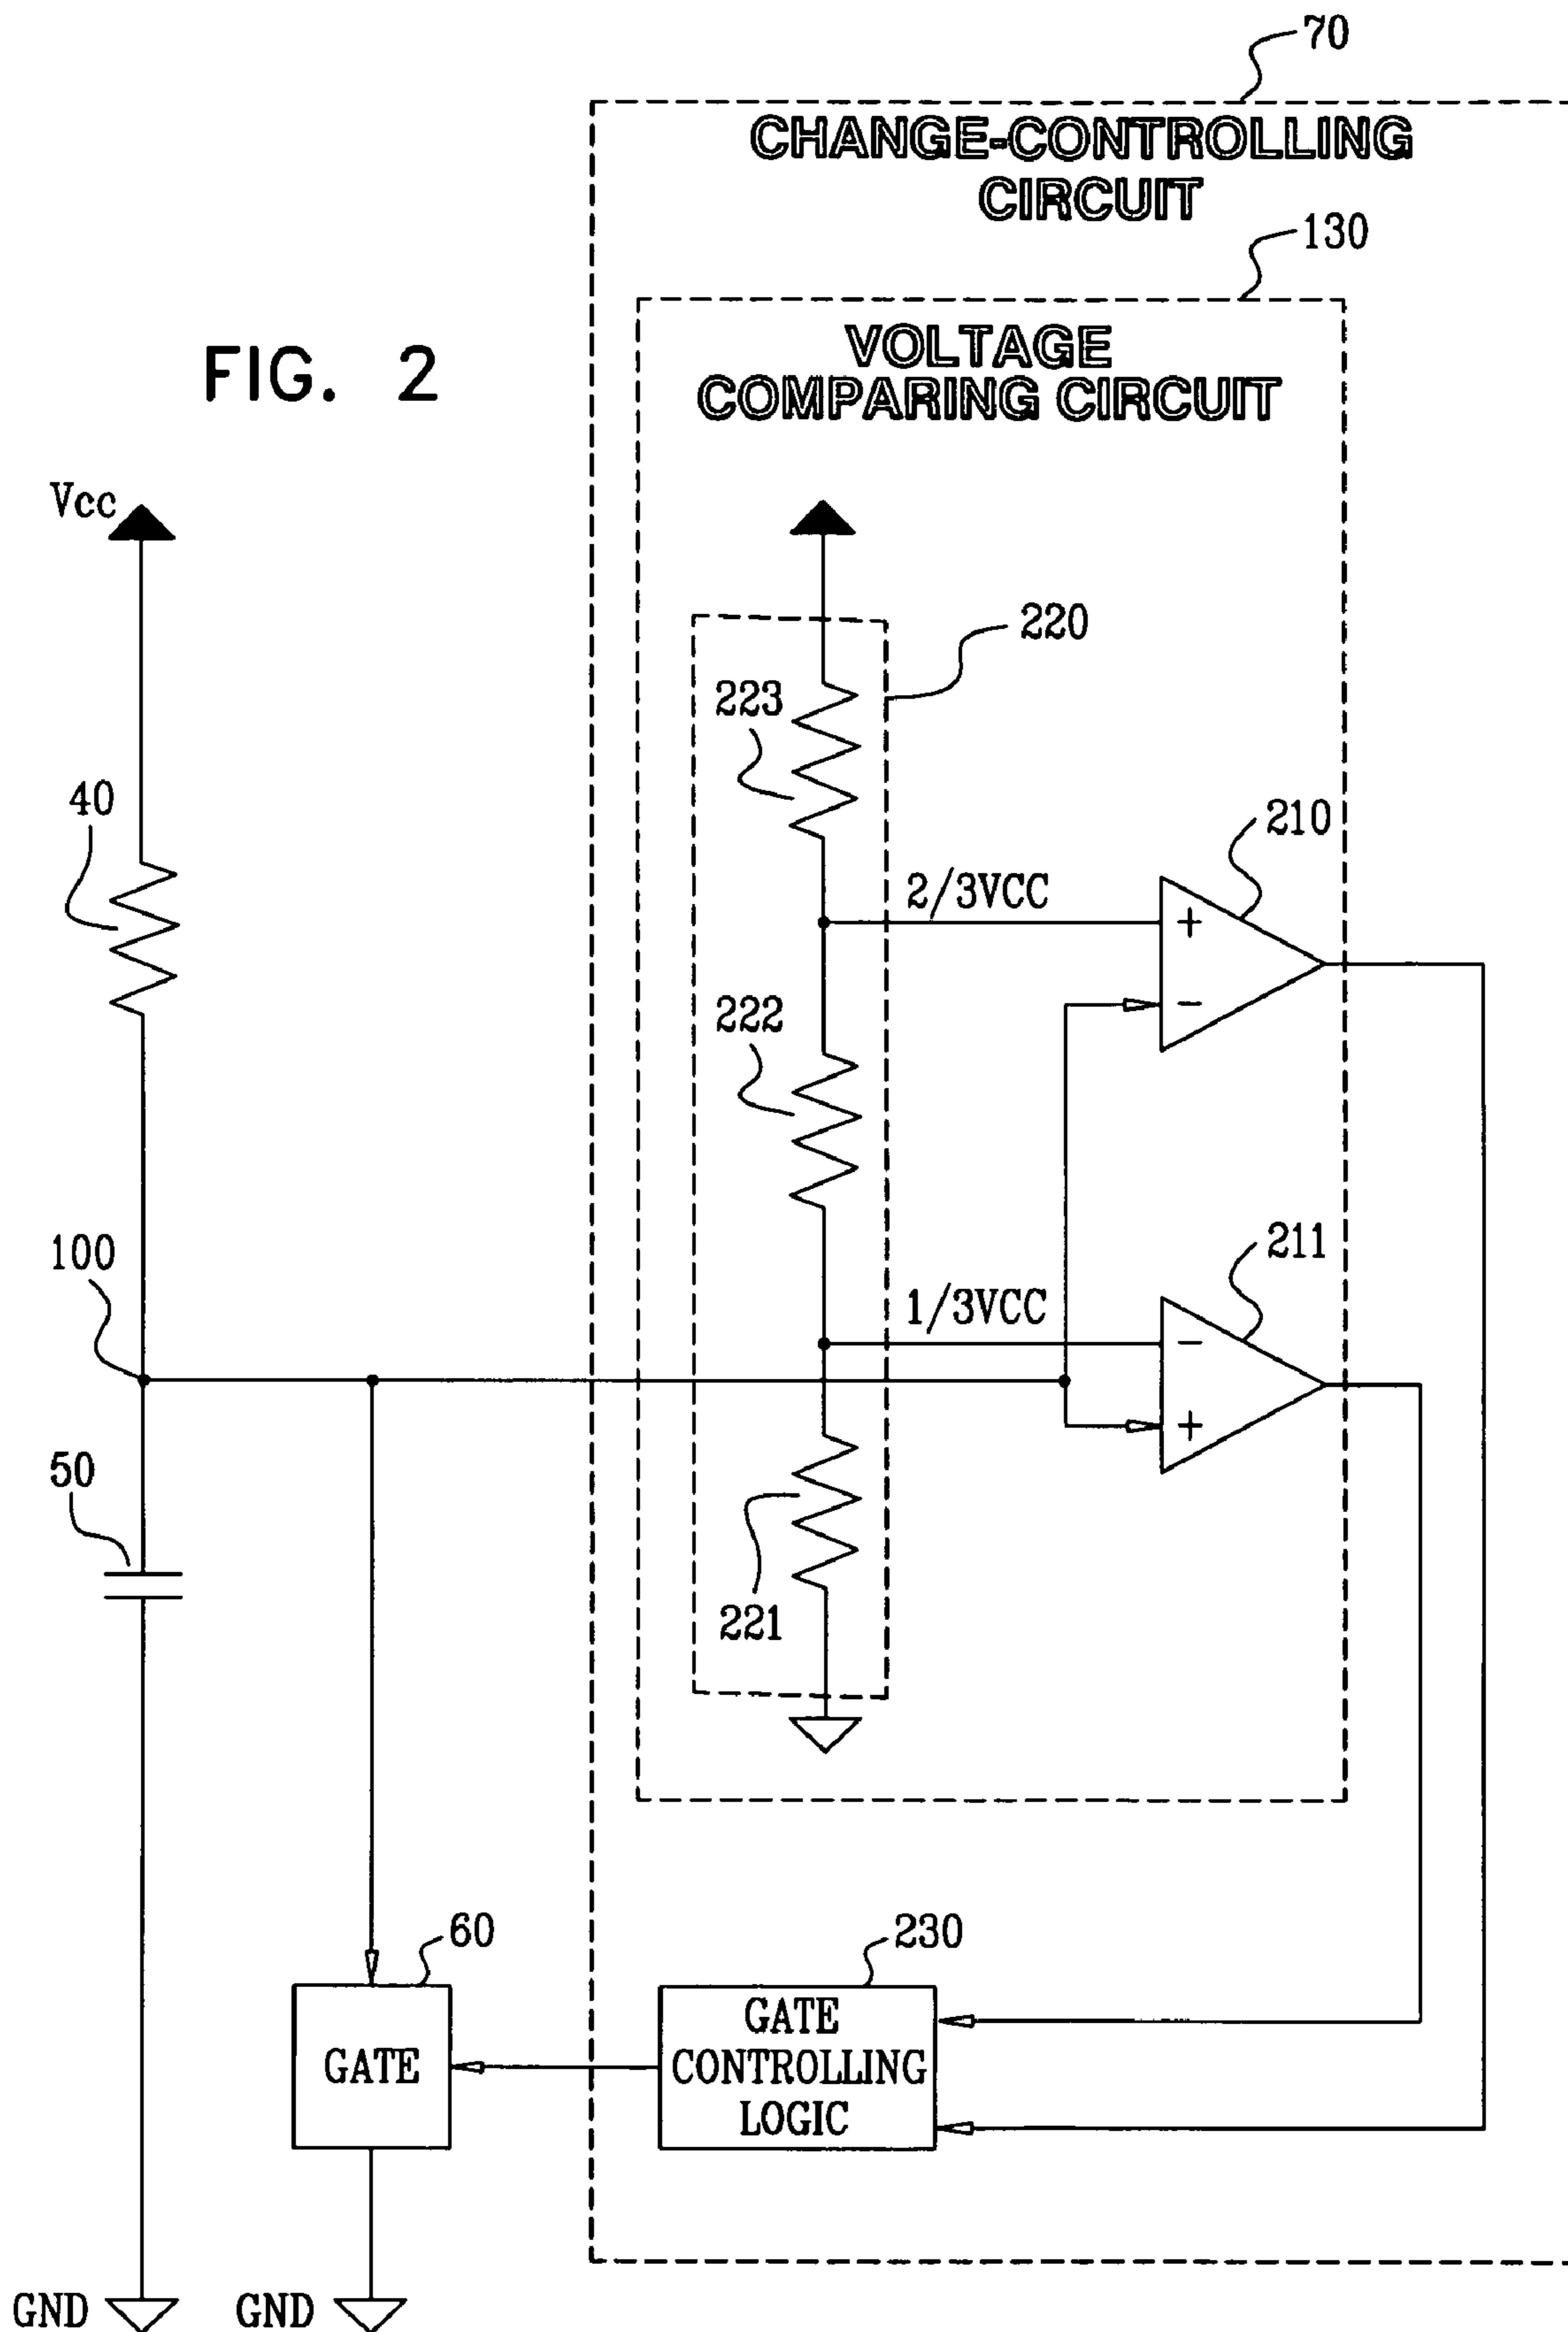 70
CHANGE-CONTROLLING
CIRCUIT
130
FIG. 2
VOLTAGE
COMPARING CIRCUIT
Vcc
220
223
40
210
2/3VCC
+
−
222
100
211
1/3VCC
−
+
50
221
60
230
GATE
CONTROLLING
LOGIC
GATE
GND
GND